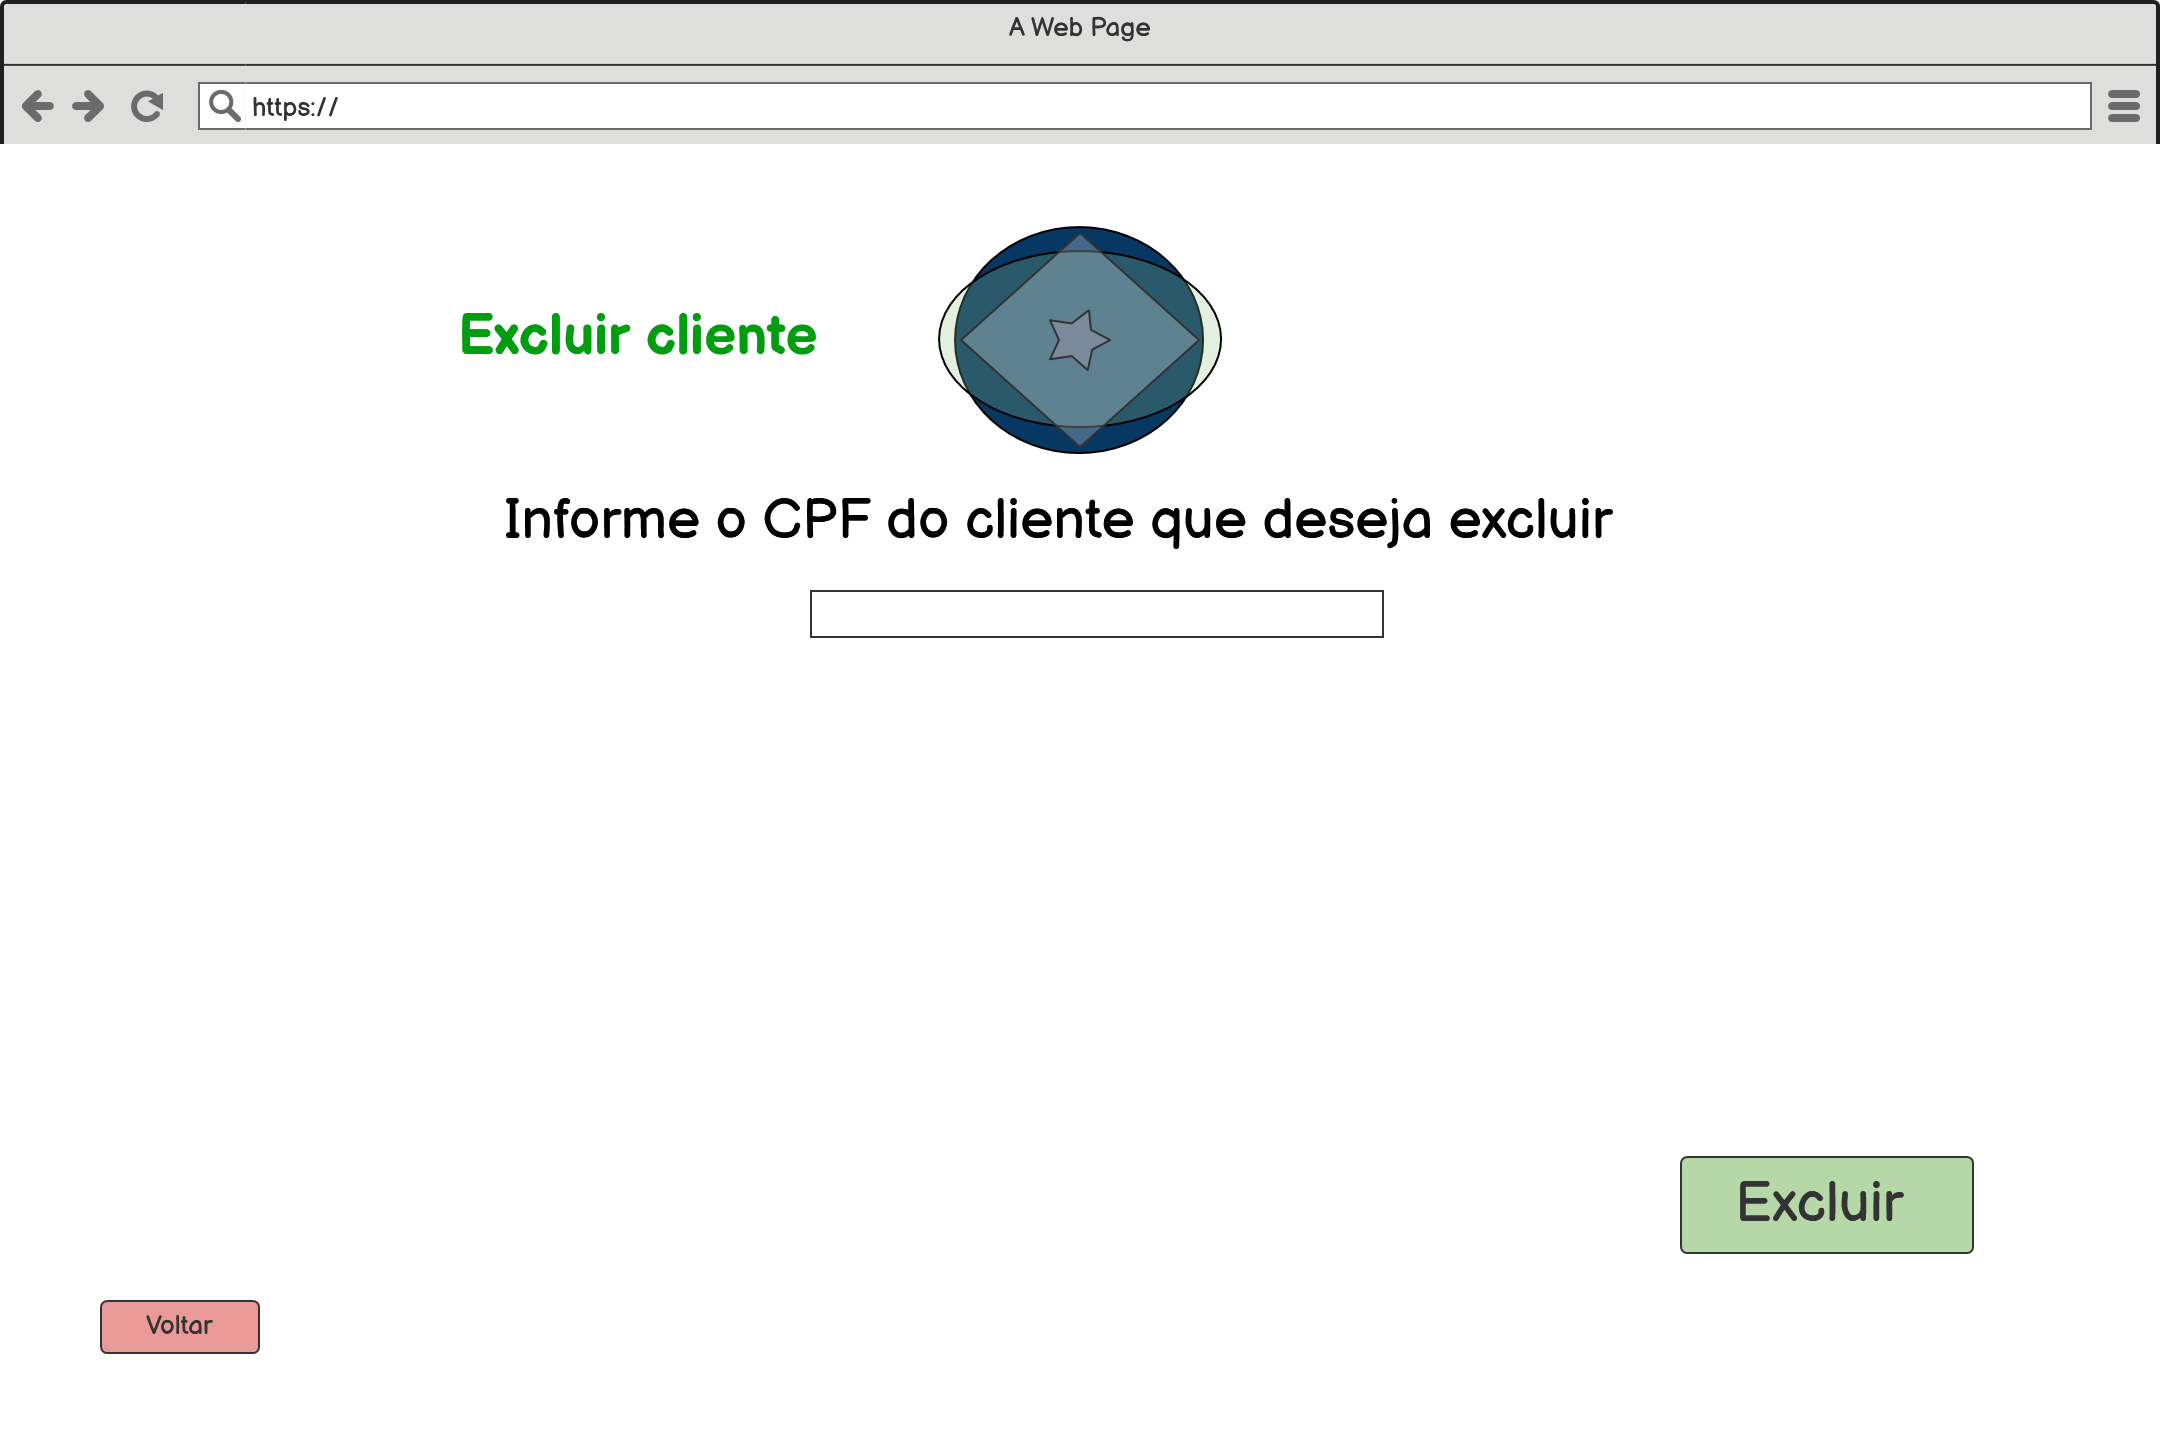 A Web Page
https://
Excluir cliente
Informe o CPF do cliente que deseja excluir
Excluir
Voltar